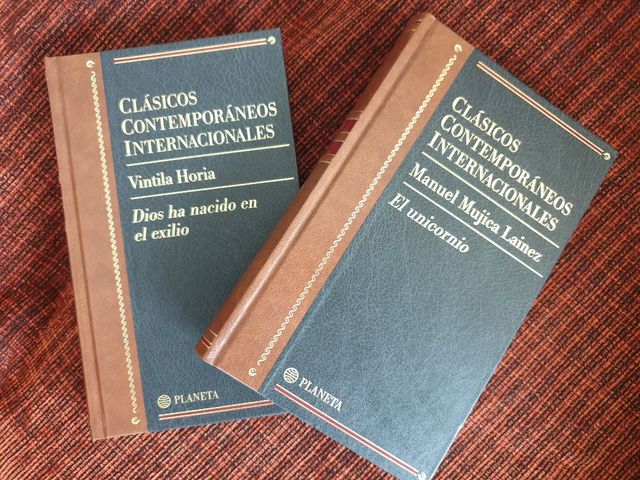 CLÁSICOS
CONTEMPORÁNEOS
INTERNACIONALES
Vintila Horia
Dios ha nacido en
el exilio
PLANETA
CLÁSICOS
CONTEMPORÁNEOS
INTERNACIONALES
Manuel Mujica Lainez
El unicornio
PLANETA